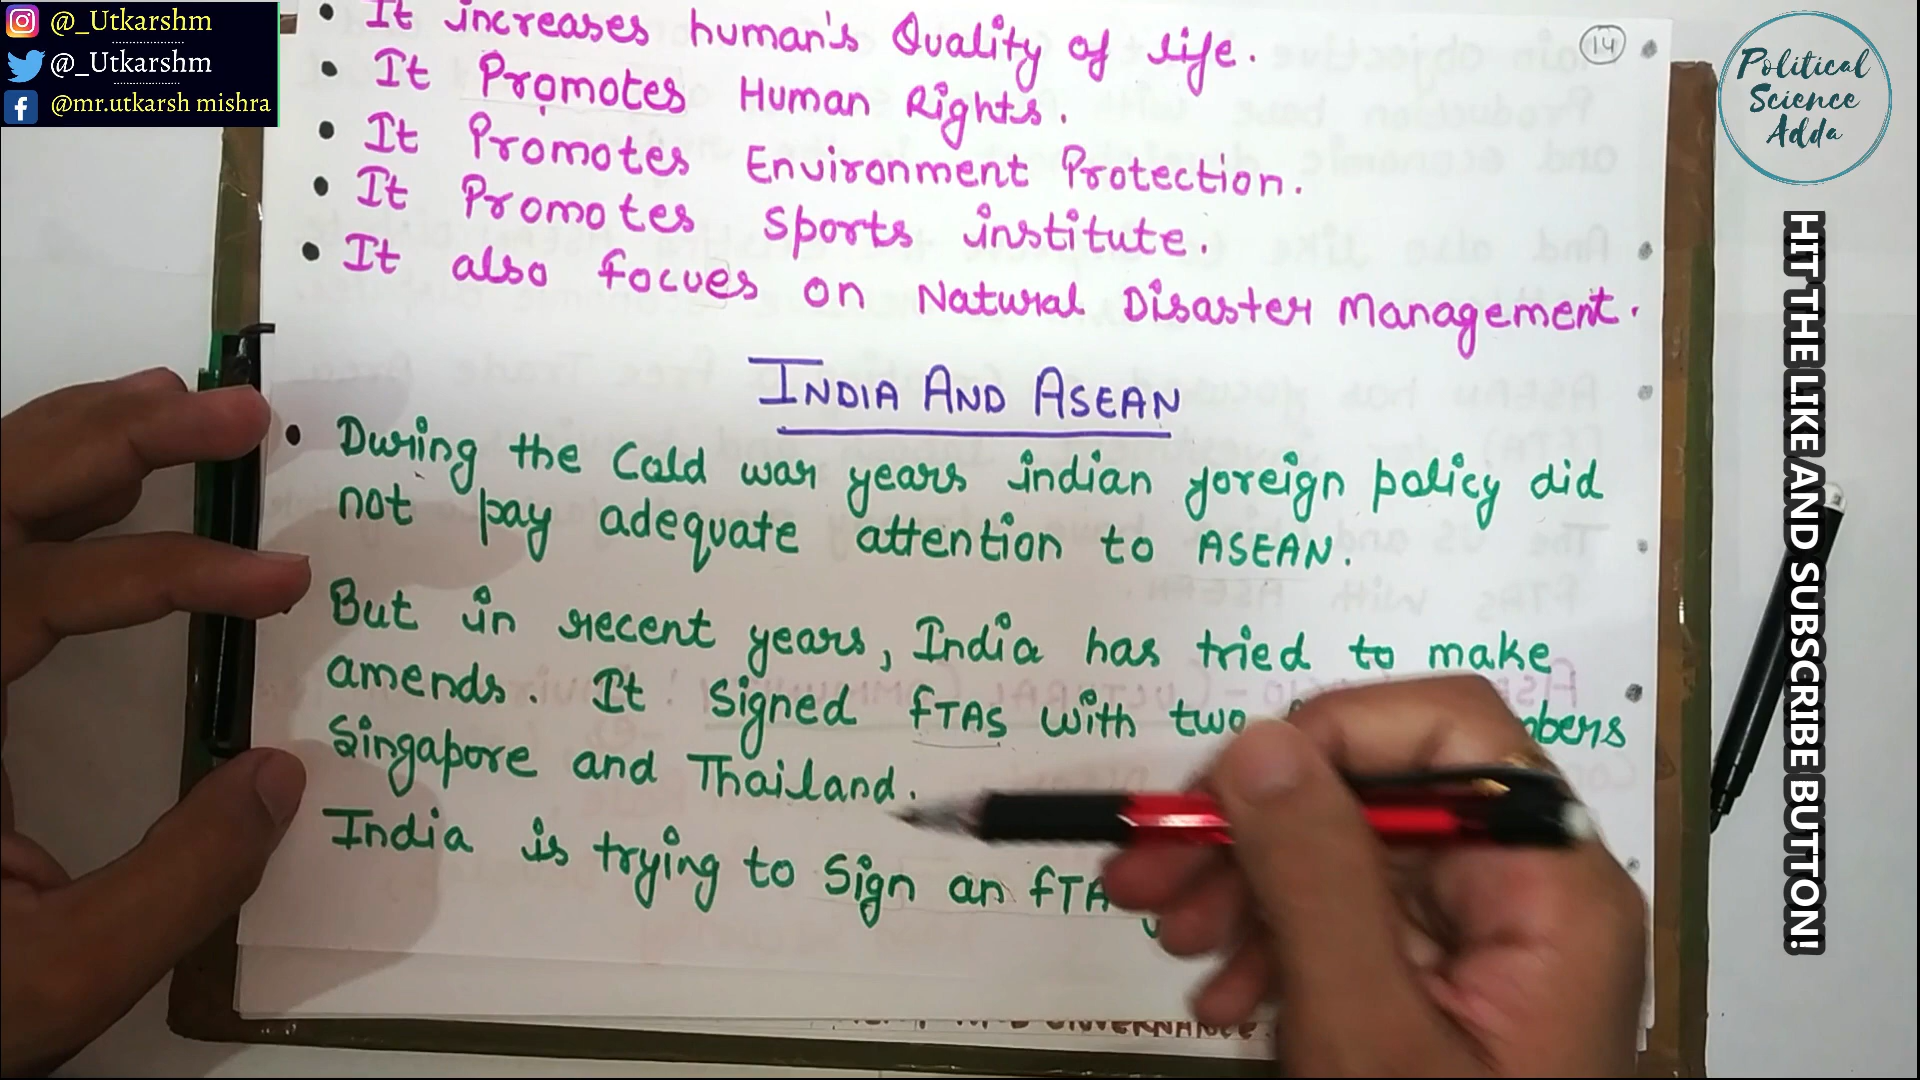 @_Utkarshm
@_Utkarshm
@mr.utkarsh mishra
14
Political
Science
Adda
HIT THE LIKE AND SUBSCRIBE BUTTON!
• It increases human's Quality of life.
• It Promotes Human Rights.
• It Promotes Environment Protection.
• It Promotes Sports institute.
• It also focues on Natural Disaster Management.
INDIA AND ASEAN
• During the Cold war years indian foreign policy did
not pay adequate attention to ASEAN.
But in recent years, India has tried to make
amends. It signed FTAS with two
Singapore and Thailand.
India is trying to sign an FTA